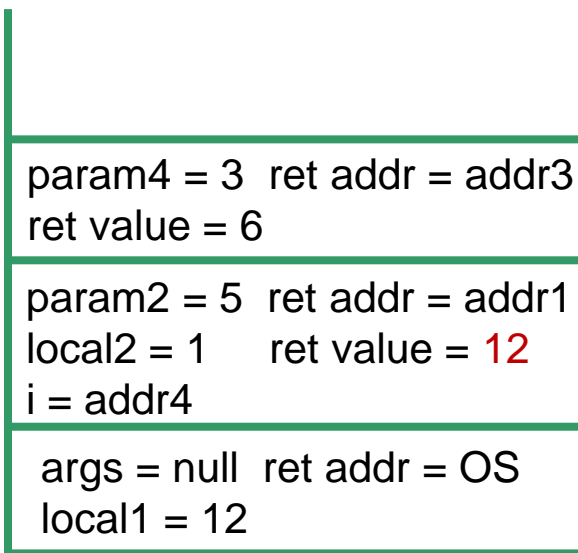 param4 = 3 ret addr = addr3
ret value = 6
param2 = 5 ret addr = addr1
local2 = 1 ret value = 12
i = addr4
args = null ret addr = OS
local1 = 12